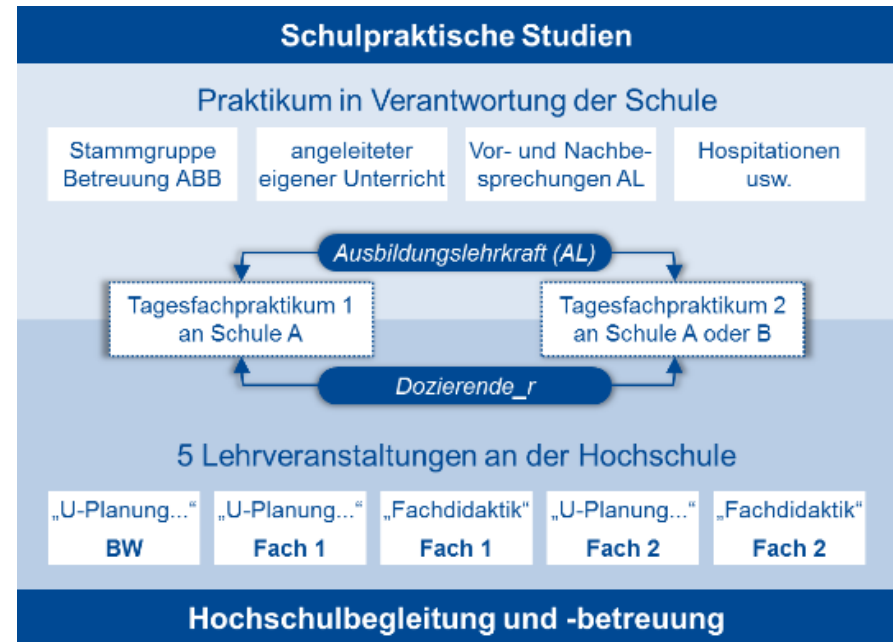 Schulpraktische Studien
Praktikum in Verantwortung der Schule
Stammgruppe
Betreuung ABB
angeleiteter
eigener Unterricht
Vor- und Nachbe-
sprechungen AL
Hospitationen
usw.
Ausbildungslehrkraft (AL)
Tagesfachpraktikum 1
an Schule A
Tagesfachpraktikum 2
an Schule A oder B
Dozierende_r
5 Lehrveranstaltungen an der Hochschule
„U-Planung...“
BW
„U-Planung...“
Fach 1
„Fachdidaktik“
Fach 1
„U-Planung...“
Fach 2
„Fachdidaktik“
Fach 2
Hochschulbegleitung und -betreuung